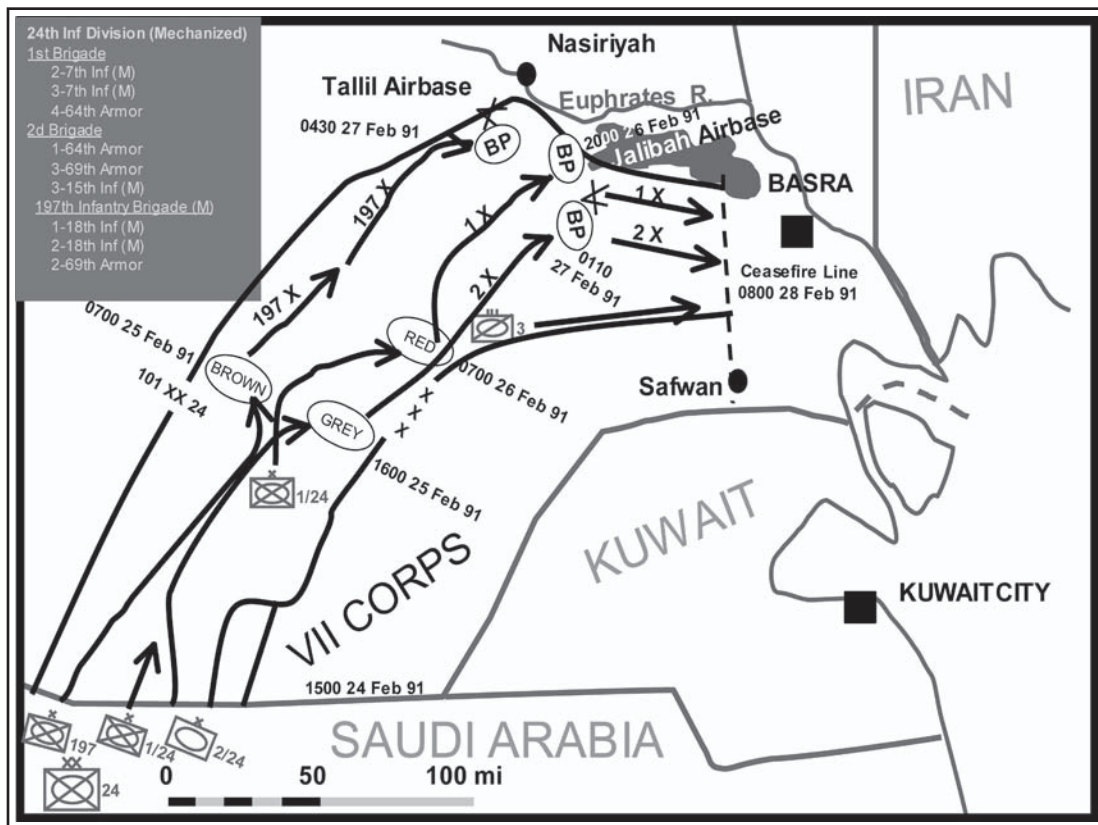 24th Inf Division (Mechanized)
1st Brigade
2-7th Inf (M)
3-7th Inf (M)
4-64th Armor
2d Brigade
1-64th Armor
3-69th Armor
3-15th Inf (M)
197th Infantry Brigade (M)
1-18th Inf (M)
2-18th Inf (M)
2-69th Armor
Nasiriyah
Tallil Airbase
Euphrates R.
IRAN
0430 27 Feb 91
2000 26 Feb 91
Jalibah Airbase
BP
BP
BP
BASRA
197 X
1 X
1 X
2 X
2 X
0110
27 Feb 91
Ceasefire Line
0800 28 Feb 91
197 X
0700 25 Feb 91
101 XX 24
BROWN
RED
III
3
0700 26 Feb 91
Safwan
GREY
X
X
X
1600 25 Feb 91
X
1/24
KUWAIT
VII CORPS
KUWAIT CITY
1500 24 Feb 91
SAUDI ARABIA
X
197
X
1/24
X
2/24
XX
24
0 50 100 mi